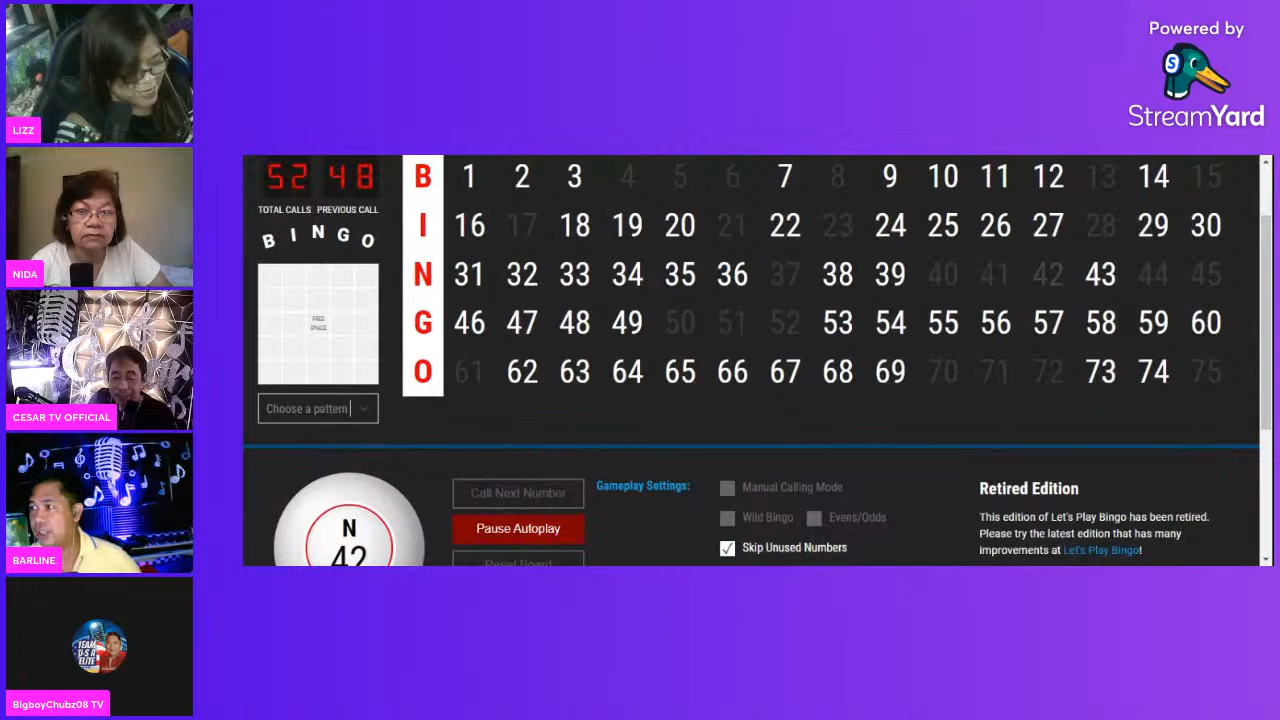 LIZZ
NIDA
CESAR TV OFFICIAL
BARLINE
TEAM
U-S-A
ELITE
BigboyChubz08 TV
Powered by
S
StreamYard
52 48
TOTAL CALLS PREVIOUS CALL
B I N G O
FREE
SPACE
Choose a pattern
B 1 2 3 4 5 6 7 8 9 10 11 12 13 14 15
I 16 17 18 19 20 21 22 23 24 25 26 27 28 29 30
N 31 32 33 34 35 36 37 38 39 40 41 42 43 44 45
G 46 47 48 49 50 51 52 53 54 55 56 57 58 59 60
O 61 62 63 64 65 66 67 68 69 70 71 72 73 74 75
N
42
Call Next Number
Pause Autoplay
Reset Board
Gameplay Settings:
Manual Calling Mode
Wild Bingo Evens/Odds
Skip Unused Numbers
Retired Edition
This edition of Let's Play Bingo has been retired.
Please try the latest edition that has many
improvements at Let's Play Bingo!